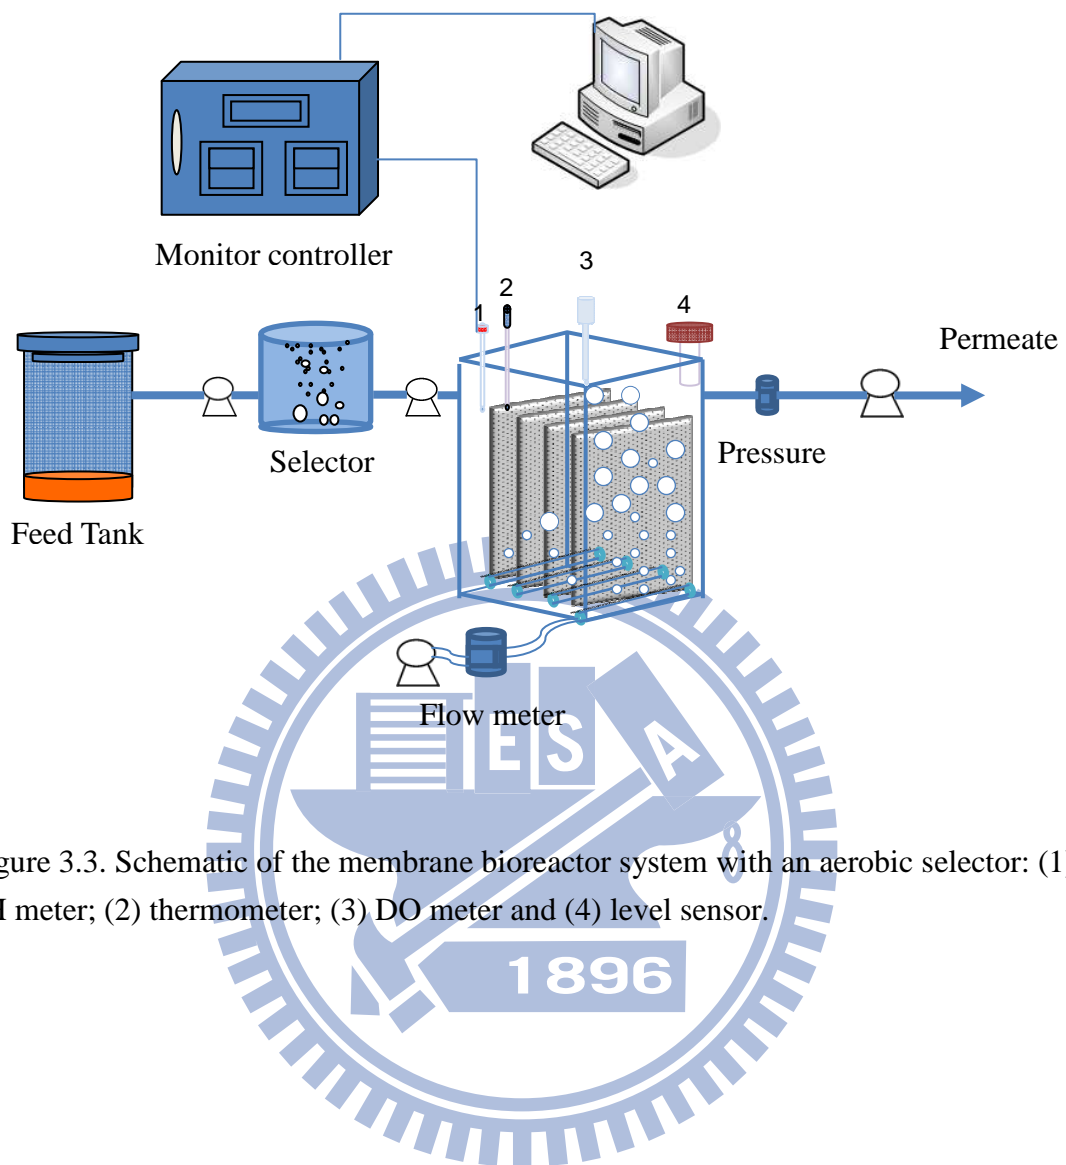 Monitor controller
3
2
1
4
Permeate
Selector
Pressure
Feed Tank
Flow meter
E S A
gure 3.3. Schematic of the membrane bioreactor system with an aerobic selector: (1)
meter; (2) thermometer; (3) DO meter and (4) level sensor.
1896